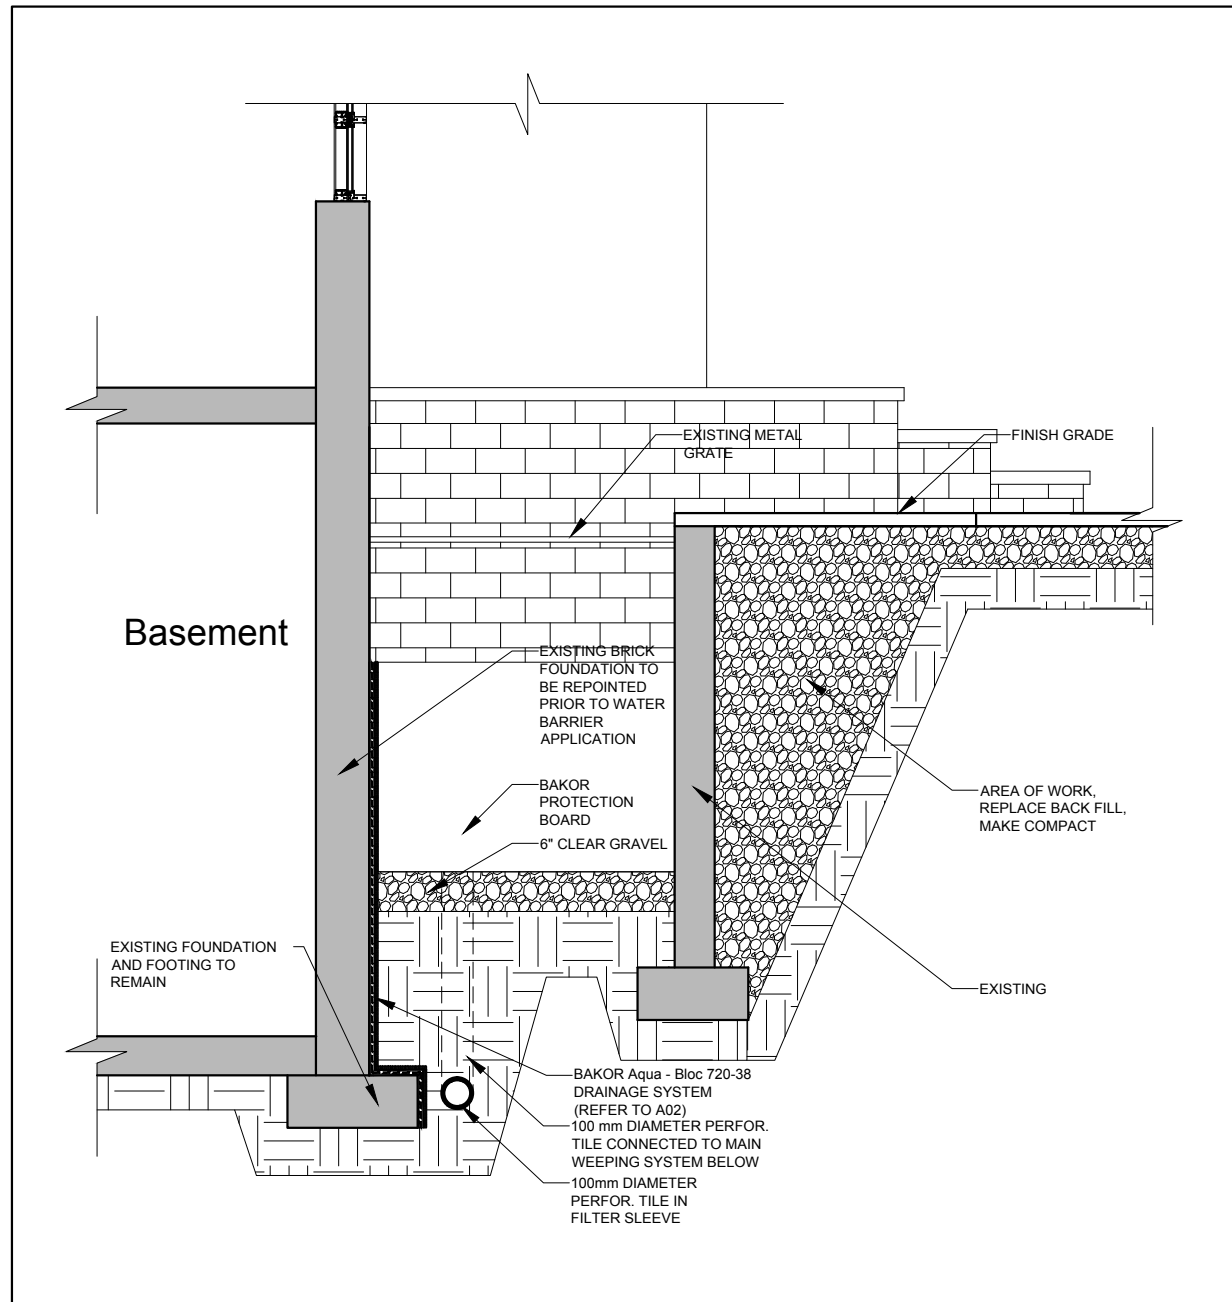 EXISTING METAL
GRATE
FINISH GRADE
Basement
EXISTING BRICK
FOUNDATION TO
BE REPOINTED
PRIOR TO WATER
BARRIER
APPLICATION
BAKOR
PROTECTION
BOARD
6" CLEAR GRAVEL
AREA OF WORK,
REPLACE BACK FILL,
MAKE COMPACT
EXISTING FOUNDATION
AND FOOTING TO
REMAIN
EXISTING
BAKOR Aqua - Bloc 720-38
DRAINAGE SYSTEM
(REFER TO A02)
100 mm DIAMETER PERFOR.
TILE CONNECTED TO MAIN
WEEPING SYSTEM BELOW
100mm DIAMETER
PERFOR. TILE IN
FILTER SLEEVE